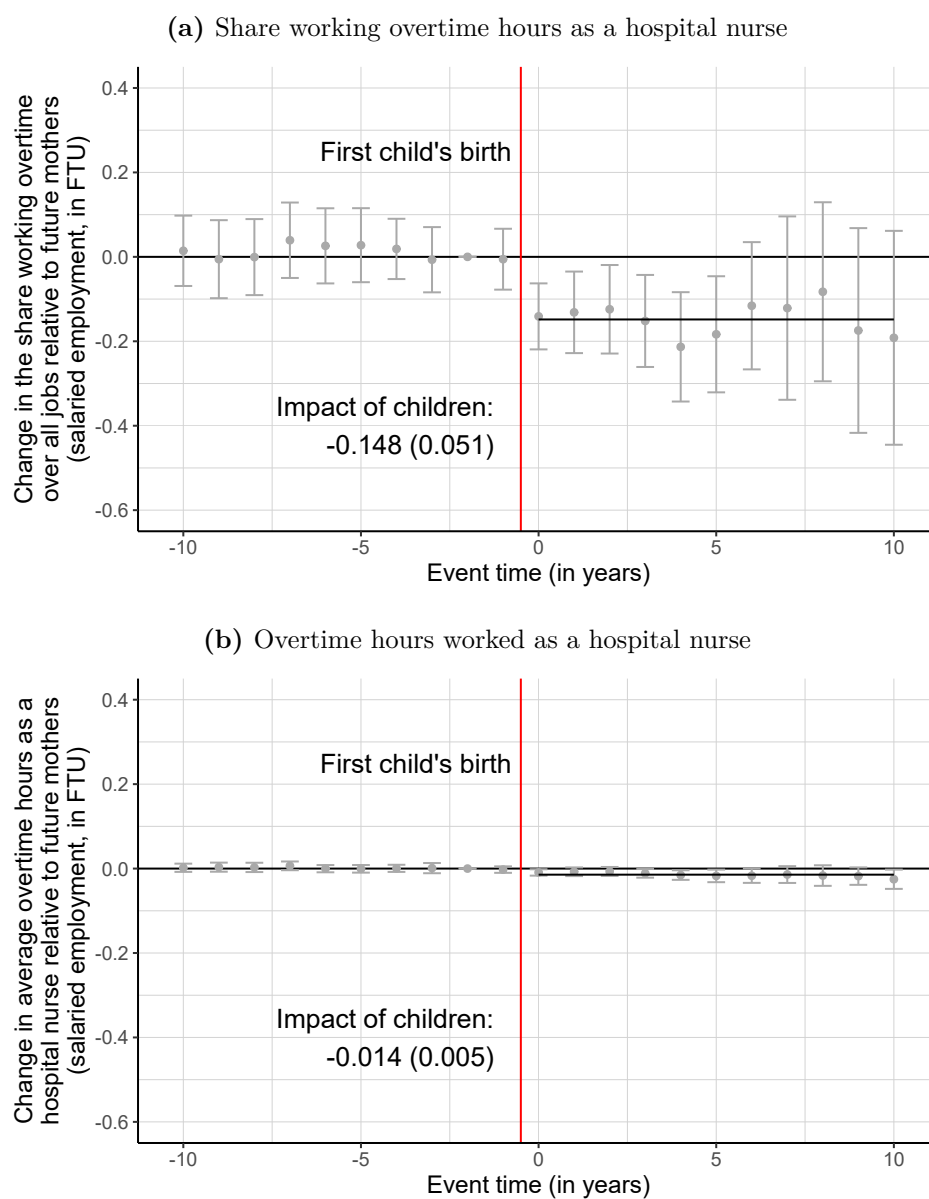 (a) Share working overtime hours as a hospital nurse
Change in the share working overtime
over all jobs relative to future mothers
(salaried employment, in FTU)
0.4
0.2
0.0
-0.2
-0.4
-0.6
First child's birth
Impact of children:
-0.148 (0.051)
-10
-5
0
5
10
Event time (in years)
(b) Overtime hours worked as a hospital nurse
Change in average overtime hours as a
hospital nurse relative to future mothers
(salaried employment, in FTU)
0.4
0.2
0.0
-0.2
-0.4
-0.6
First child's birth
Impact of children:
-0.014 (0.005)
-10
-5
0
5
10
Event time (in years)